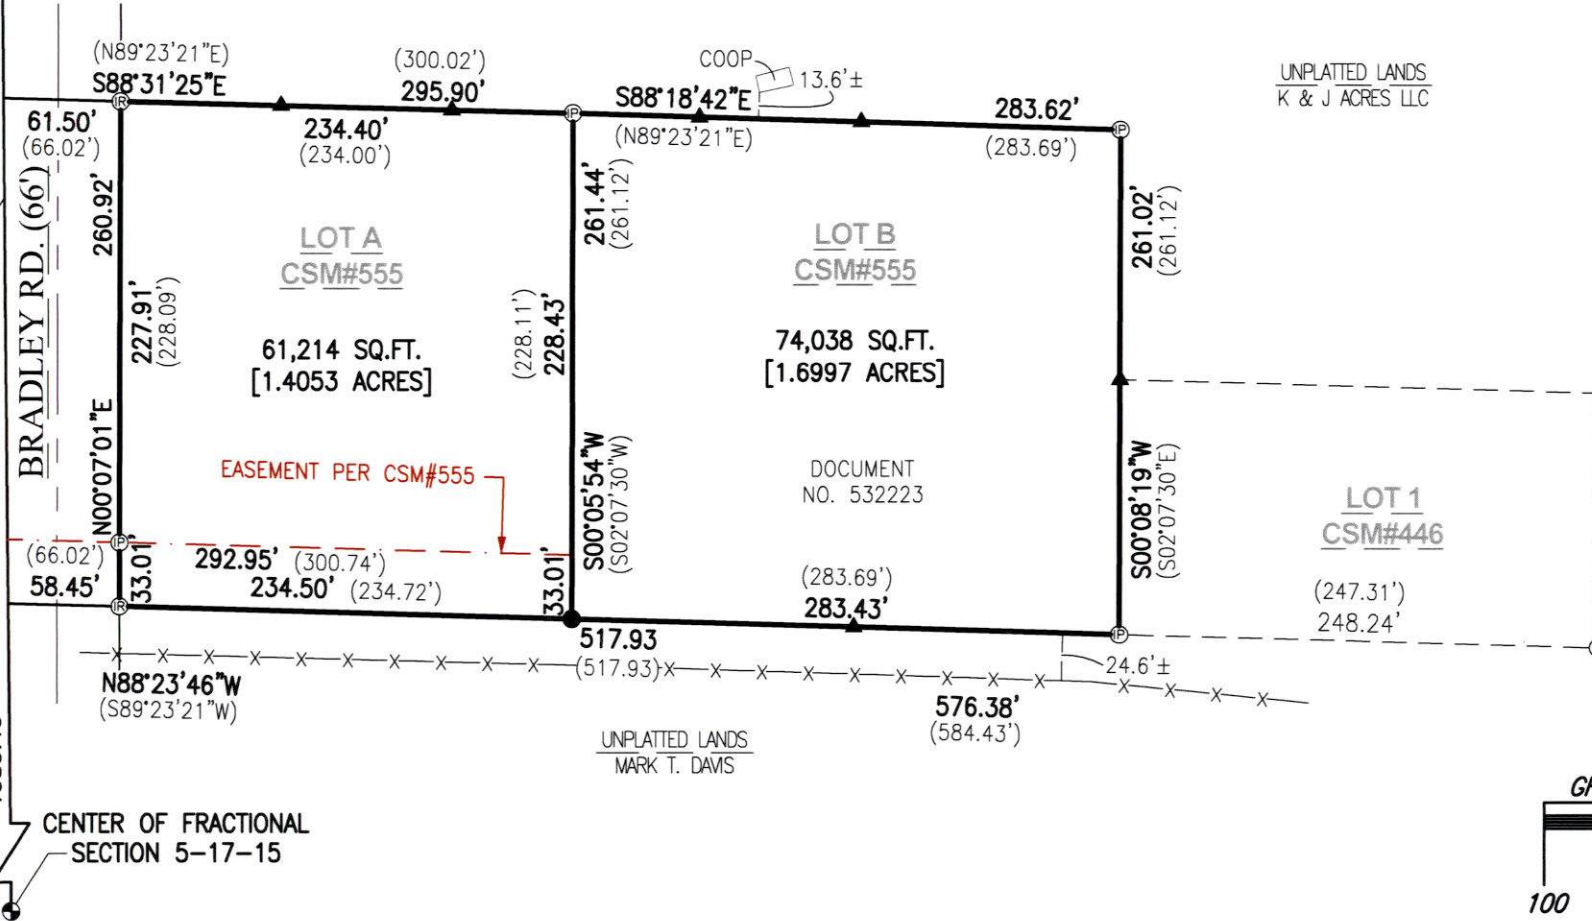 (N89°23'21"E)
S88°31'25"E
(300.02')
295.90'
COOP
13.6'±
S88°18'42"E
(N89°23'21"E)
283.62'
(283.69')
UNPLATTED LANDS
K & J ACRES LLC
IR
IP
IP
61.50'
(66.02')
234.40'
(234.00')
BRADLEY RD. (66')
260.92'
227.91'
(228.09')
N00°07'01"E
LOT A
CSM#555
61,214 SQ.FT.
[1.4053 ACRES]
261.44'
(261.12')
(228.11')
228.43'
S00°05'54"W
(S02°07'30"W)
LOT B
CSM#555
74,038 SQ.FT.
[1.6997 ACRES]
DOCUMENT
NO. 532223
261.02'
(261.12')
S00°08'19"W
(S02°07'30"E)
LOT 1
CSM#446
(247.31')
248.24'
EASEMENT PER CSM#555
IP
(66.02')
58.45'
33.01'
292.95' (300.74')
234.50' (234.72')
33.01'
(283.69')
283.43'
IR
IP
517.93
(517.93)
24.6'±
N88°23'46"W
(S89°23'21"W)
576.38'
(584.43')
UNPLATTED LANDS
MARK T. DAVIS
CENTER OF FRACTIONAL
SECTION 5-17-15
100